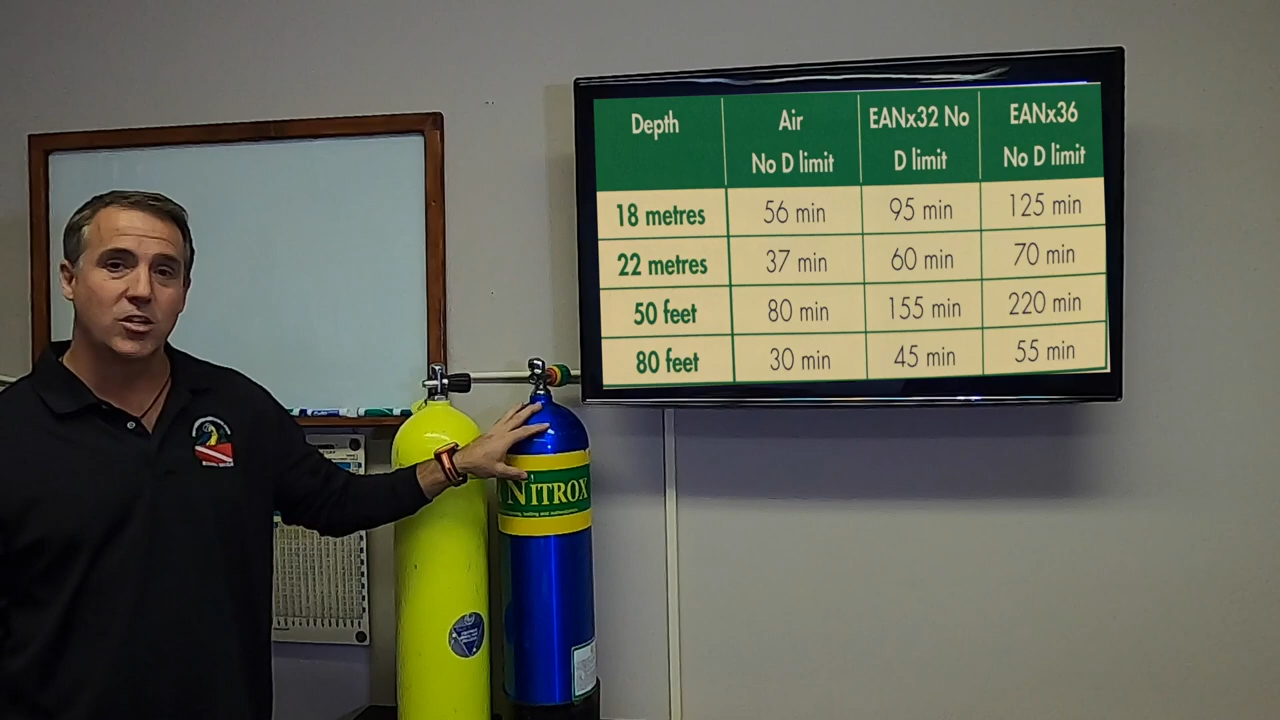 Depth
Air
No D limit
EANx32 No
D limit
EANx36
No D limit
18 metres 56 min 95 min 125 min
22 metres 37 min 60 min 70 min
50 feet 80 min 155 min 220 min
80 feet 30 min 45 min 55 min
NITROX